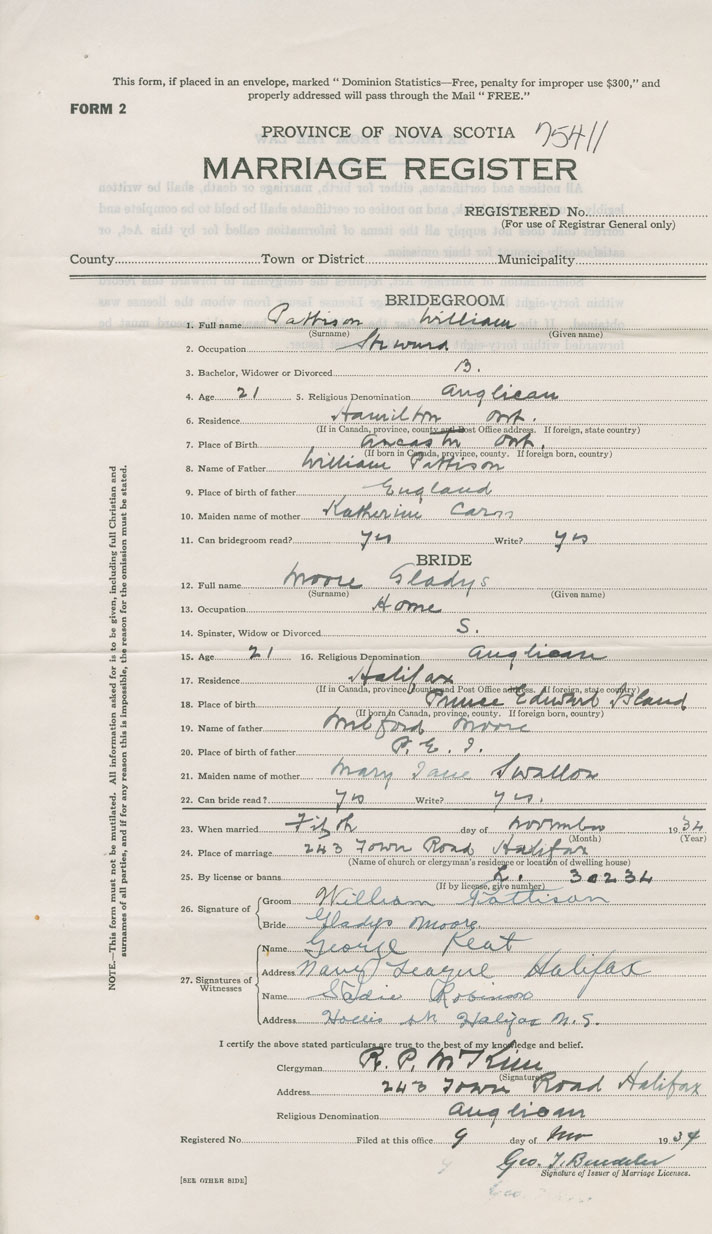 This form, if placed in an envelope, marked " Dominion Statistics—Free, penalty for improper use $300," and
properly addressed will pass through the Mail " FREE."
FORM 2
PROVINCE OF NOVA SCOTIA 75411
MARRIAGE REGISTER
REGISTERED No.
(For use of Registrar General only)
County Town or District Municipality
BRIDEGROOM
1. Full name Pattison William
(Surname) (Given name)
2. Occupation Steward
3. Bachelor, Widower or Divorced B.
4. Age 21 5. Religious Denomination Anglican
6. Residence Hamilton Ont.
(If in Canada, province, county and Post Office address. If foreign, state country)
7. Place of Birth Ancaster Ont.
(If born in Canada, province, county. If foreign born, country)
8. Name of Father William Pattison
9. Place of birth of father England
10. Maiden name of mother Katherine
11. Can bridegroom read? yes Write? yes
BRIDE
12. Full name Moore Gladys
(Surname) (Given name)
13. Occupation Home
14. Spinster, Widow or Divorced S.
15. Age 21 16. Religious Denomination Anglican
17. Residence Halifax
(If in Canada, province, county and Post Office address. If foreign, state country)
18. Place of birth Prince Edward Island
(If born in Canada, province, county. If foreign born, country)
19. Name of father Milford Moore
20. Place of birth of father P. E. I.
21. Maiden name of mother Mary Jane Swallow
22. Can bride read? yes Write? yes.
23. When married Fifth day of November 1934
(Month) (Year)
24. Place of marriage 243 Town Road Halifax
(Name of church or clergyman's residence or location of dwelling house)
25. By license or banns L. 30234
(If by license, give number)
26. Signature of Groom William Pattison
Bride Gladys Moore.
27. Signatures of Witnesses
Name George Keat
Address Navy League Halifax
Name Sadie Robinson
Address Hollis St Halifax N.S.
I certify the above stated particulars are true to the best of my knowledge and belief.
Clergyman R. P. McKim
(Signature)
Address 243 Town Road Halifax
Religious Denomination Anglican
Registered No. Filed at this office 9 day of Nov 1934
Geo. J.
Signature of Issuer of Marriage Licenses.
[SEE OTHER SIDE]
NOTE.—This form must not be mutilated. All information asked for is to be given, including full Christian and
surnames of all parties, and if for any reason this is impossible, the reason for the omission must be stated.